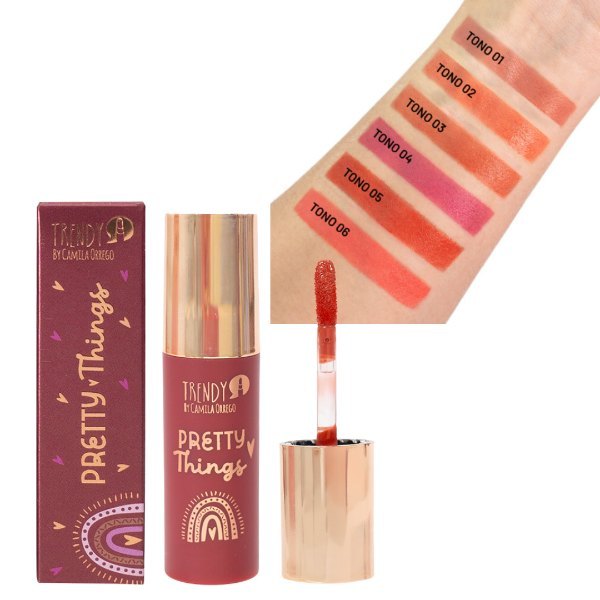 TRENDY
BY CAMILA ORREGO
PRETTY Things
TRENDY
BY CAMILA ORREGO
PRETTY
Things
TONO 01
TONO 02
TONO 03
TONO 04
TONO 05
TONO 06